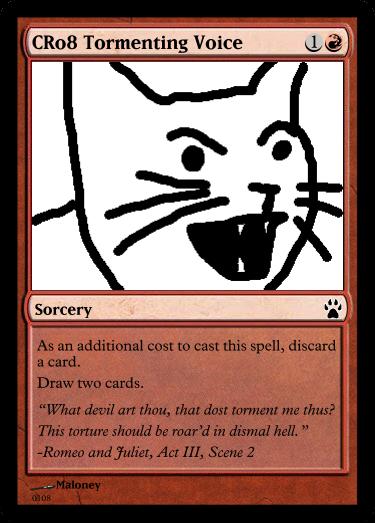 CRo8 Tormenting Voice
1
Sorcery
As an additional cost to cast this spell, discard
a card.
Draw two cards.
“What devil art thou, that dost torment me thus?
This torture should be roar’d in dismal hell.”
-Romeo and Juliet, Act III, Scene 2
Maloney
0108